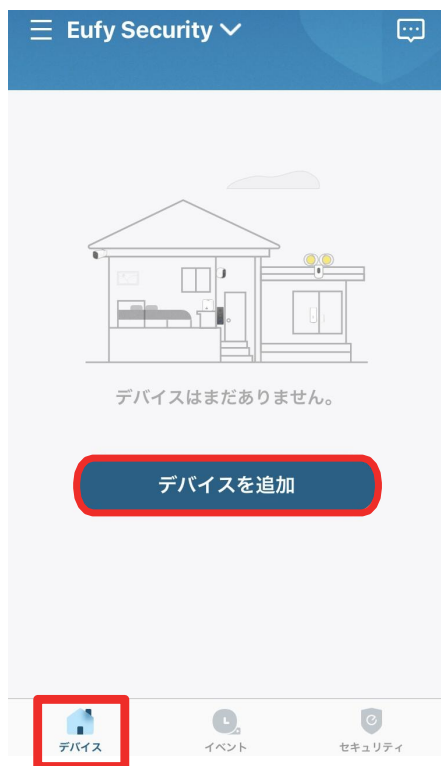 Eufy Security
デバイスはまだありません。
デバイスを追加
デバイス
イベント
セキュリティ